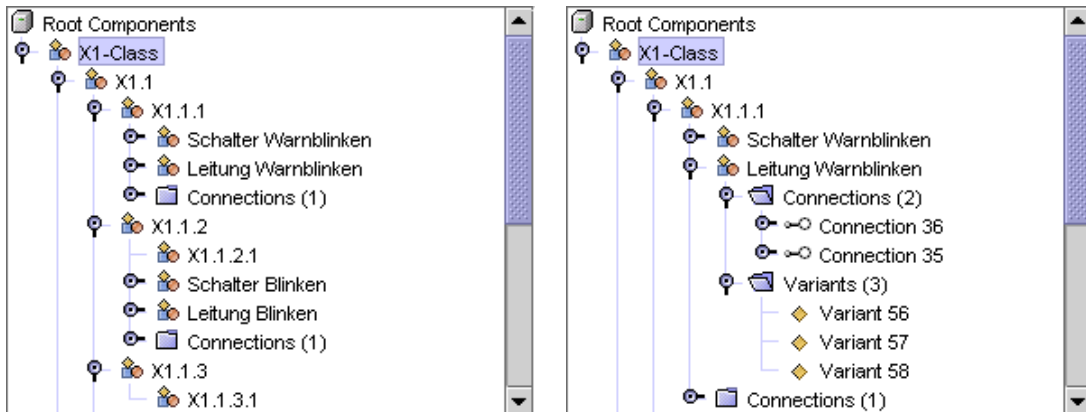 Root Components
X1-Class
X1.1
X1.1.1
Schalter Warnblinken
Leitung Warnblinken
Connections (1)
X1.1.2
X1.1.2.1
Schalter Blinken
Leitung Blinken
Connections (1)
X1.1.3
X1.1.3.1
Root Components
X1-Class
X1.1
X1.1.1
Schalter Warnblinken
Leitung Warnblinken
Connections (2)
Connection 36
Connection 35
Variants (3)
Variant 56
Variant 57
Variant 58
Connections (1)